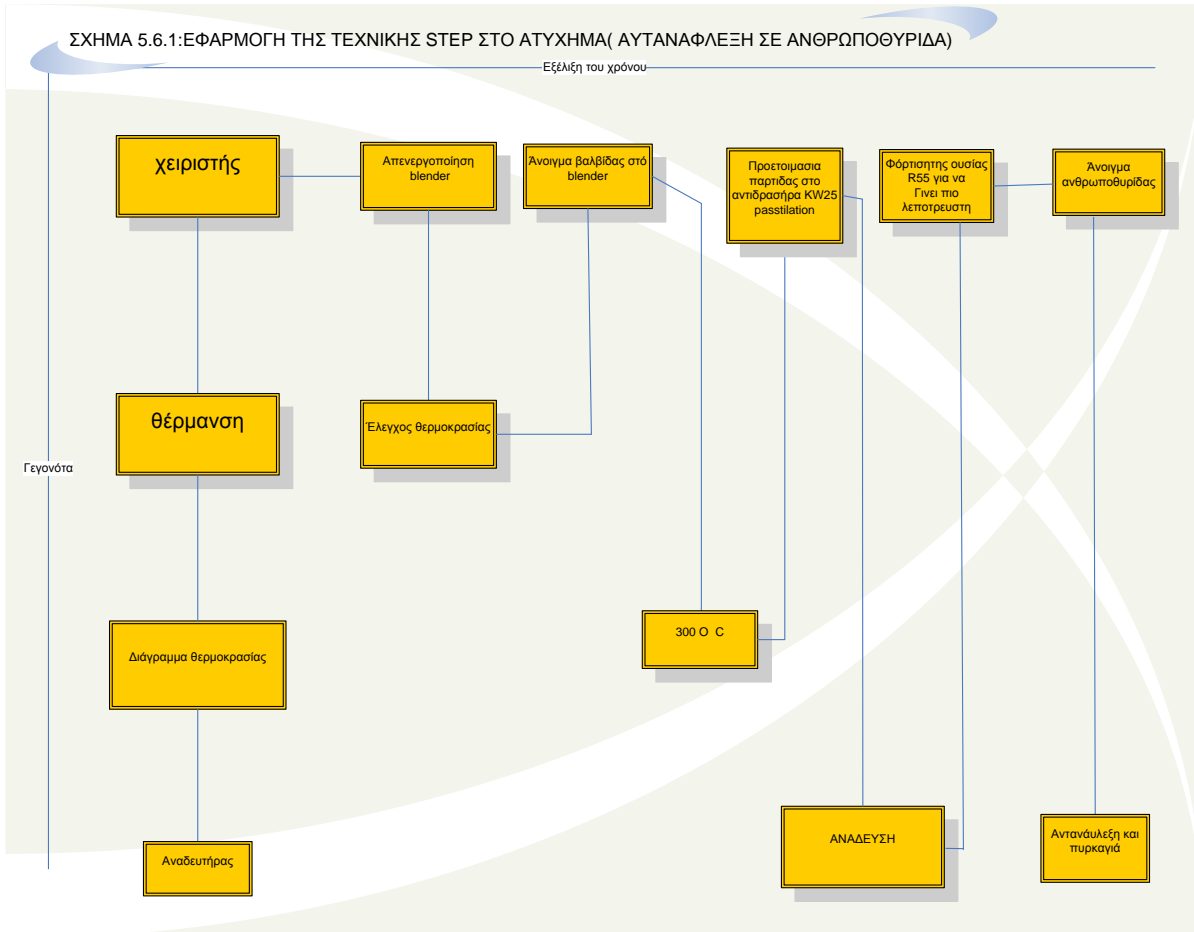 ΣΧΗΜΑ 5.6.1:ΕΦΑΡΜΟΓΗ ΤΗΣ ΤΕΧΝΙΚΗΣ STEP ΣΤΟ ΑΤΥΧΗΜΑ( ΑΥΤΑΝΑΦΛΕΞΗ ΣΕ ΑΝΘΡΩΠΟΘΥΡΙΔΑ)
Εξέλιξη του χρόνου
χειριστής
Απενεργοποίηση
blender
Άνοιγμα βαλβίδας στό
blender
Προετοιμασια
παρτιδας στο
αντιδρασήρα KW25
passtilation
Φόρτισητης ουσίας
R55 για να
Γινει πιο
λεποτρευστη
Άνοιγμα
ανθρωποθυρίδας
θέρμανση
Έλεγχος θερμοκρασίας
Γεγονότα
Διάγραμμα θερμοκρασίας
300 Ο C
Αναδευτήρας
ΑΝΑΔΕΥΣΗ
Αντανάυλεξη και
πυρκαγιά